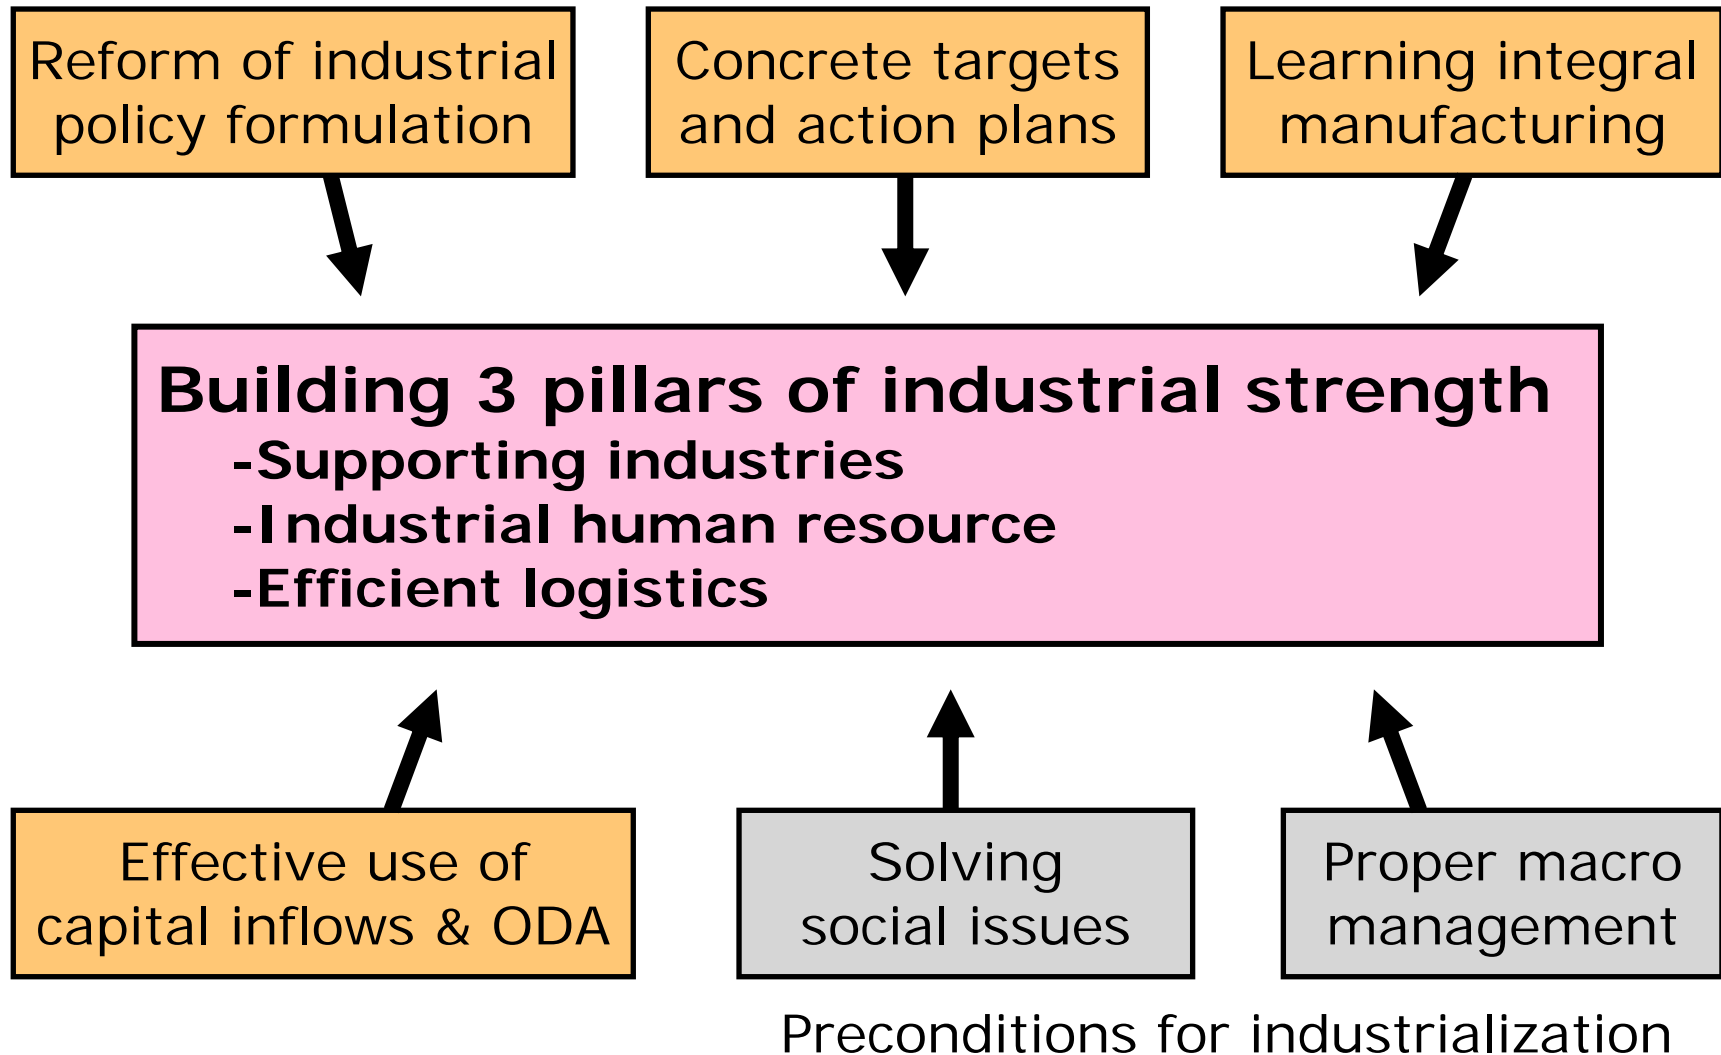 Reform of industrial
policy formulation
Concrete targets
and action plans
Learning integral
manufacturing
Building 3 pillars of industrial strength
-Supporting industries
-Industrial human resource
-Efficient logistics
Effective use of
capital inflows & ODA
Solving
social issues
Proper macro
management
Preconditions for industrialization